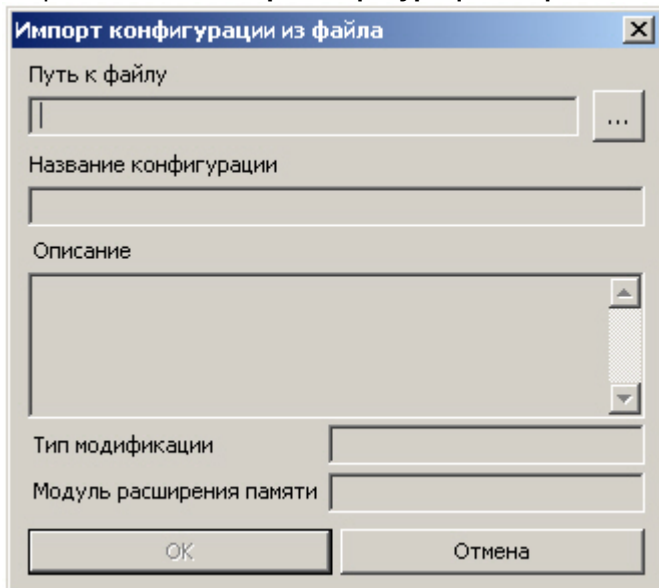 Импорт конфигурации из файла
Путь к файлу
...
Название конфигурации
Описание
Тип модификации
Модуль расширения памяти
OK
Отмена